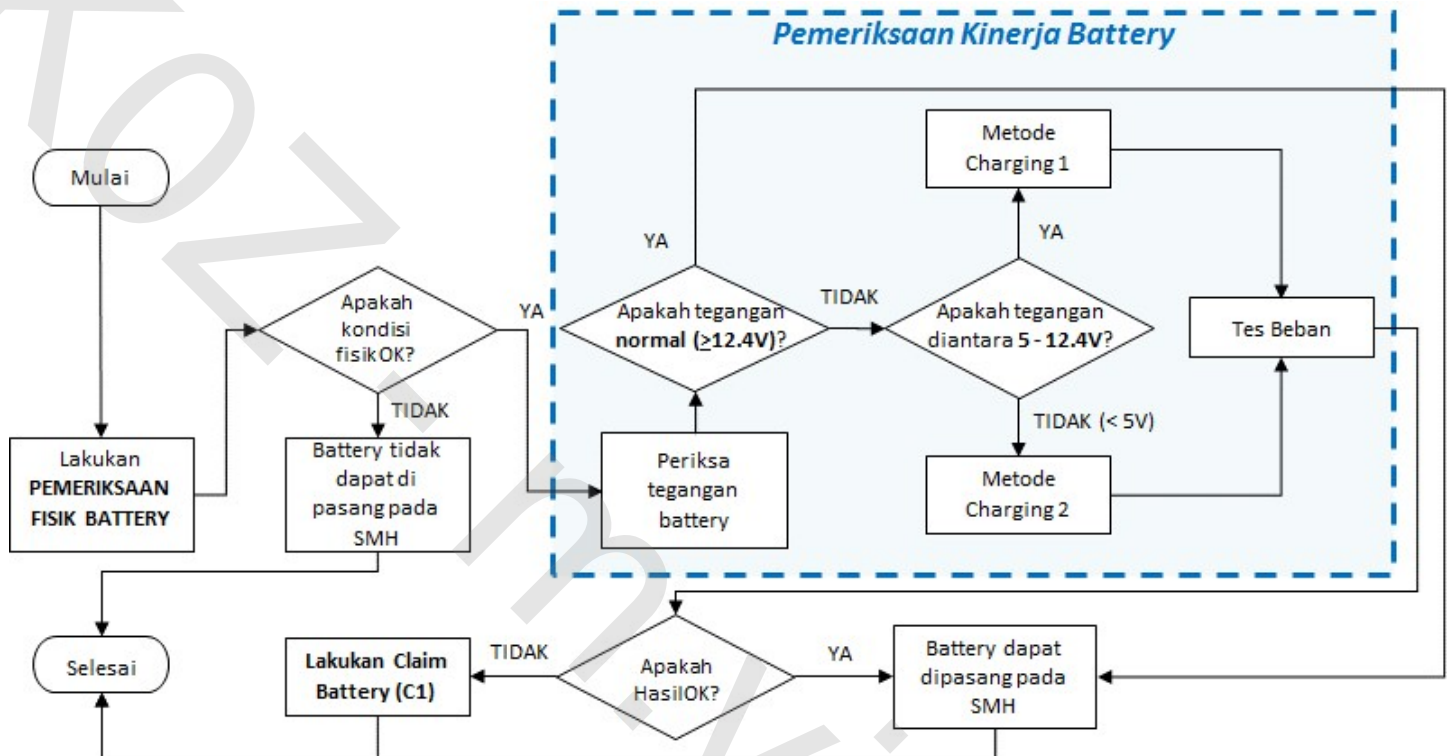 Pemeriksaan Kinerja Battery
Mulai
Lakukan
PEMERIKSAAN
FISIK BATTERY
Apakah
kondisi
fisik OK?
YA
TIDAK
Battery tidak
dapat di
pasang pada
SMH
Periksa
tegangan
battery
Apakah tegangan
normal (≥12.4V)?
YA
TIDAK
Apakah tegangan
diantara 5 - 12.4V?
YA
Metode
Charging 1
TIDAK (< 5V)
Metode
Charging 2
Tes Beban
Apakah
Hasil OK?
TIDAK
Lakukan Claim
Battery (C1)
YA
Battery dapat
dipasang pada
SMH
Selesai